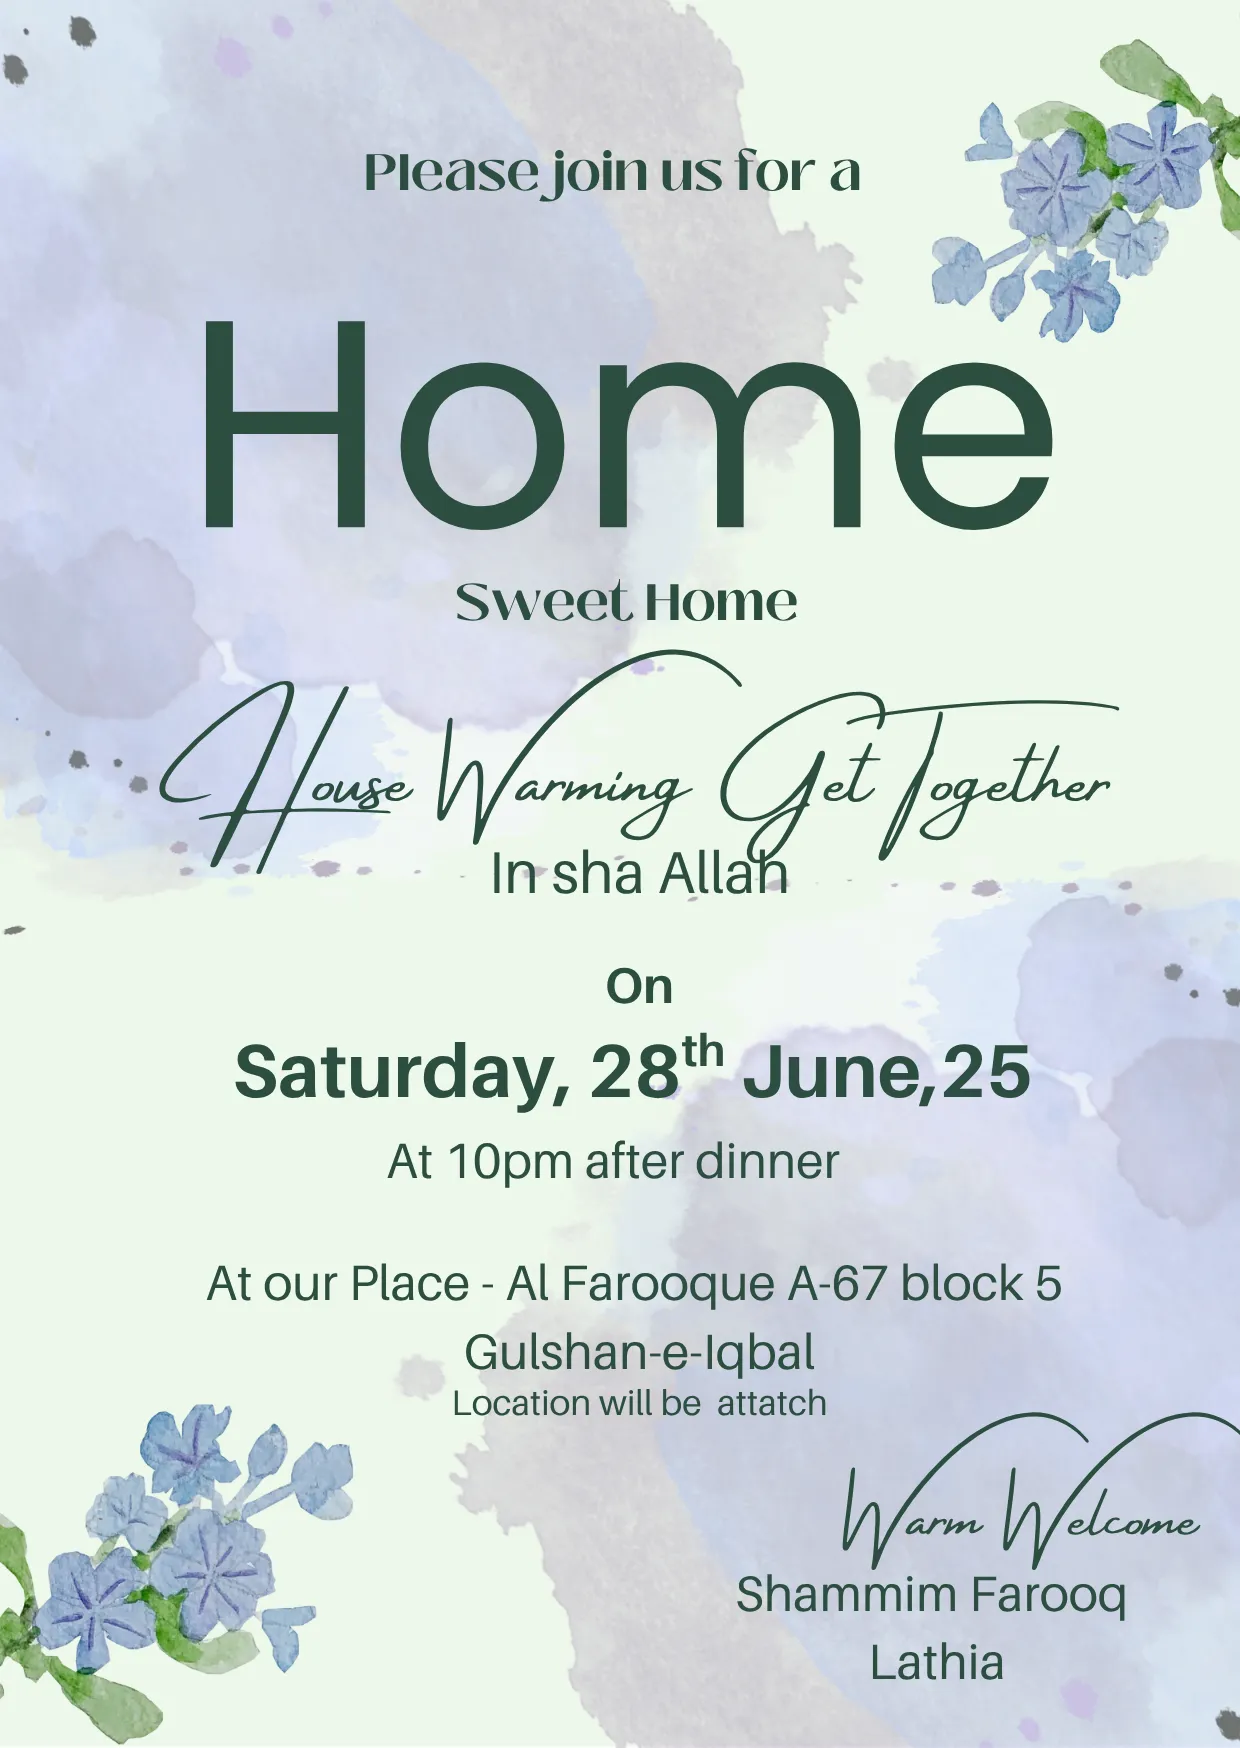 Please join us for a
Home
Sweet Home
House Warming Get Together
In sha Allah
On
Saturday, 28th June,25
At 10pm after dinner
At our Place - Al Farooque A-67 block 5
Gulshan-e-Iqbal
Location will be attatch
Warm Welcome
Shammim Farooq
Lathia